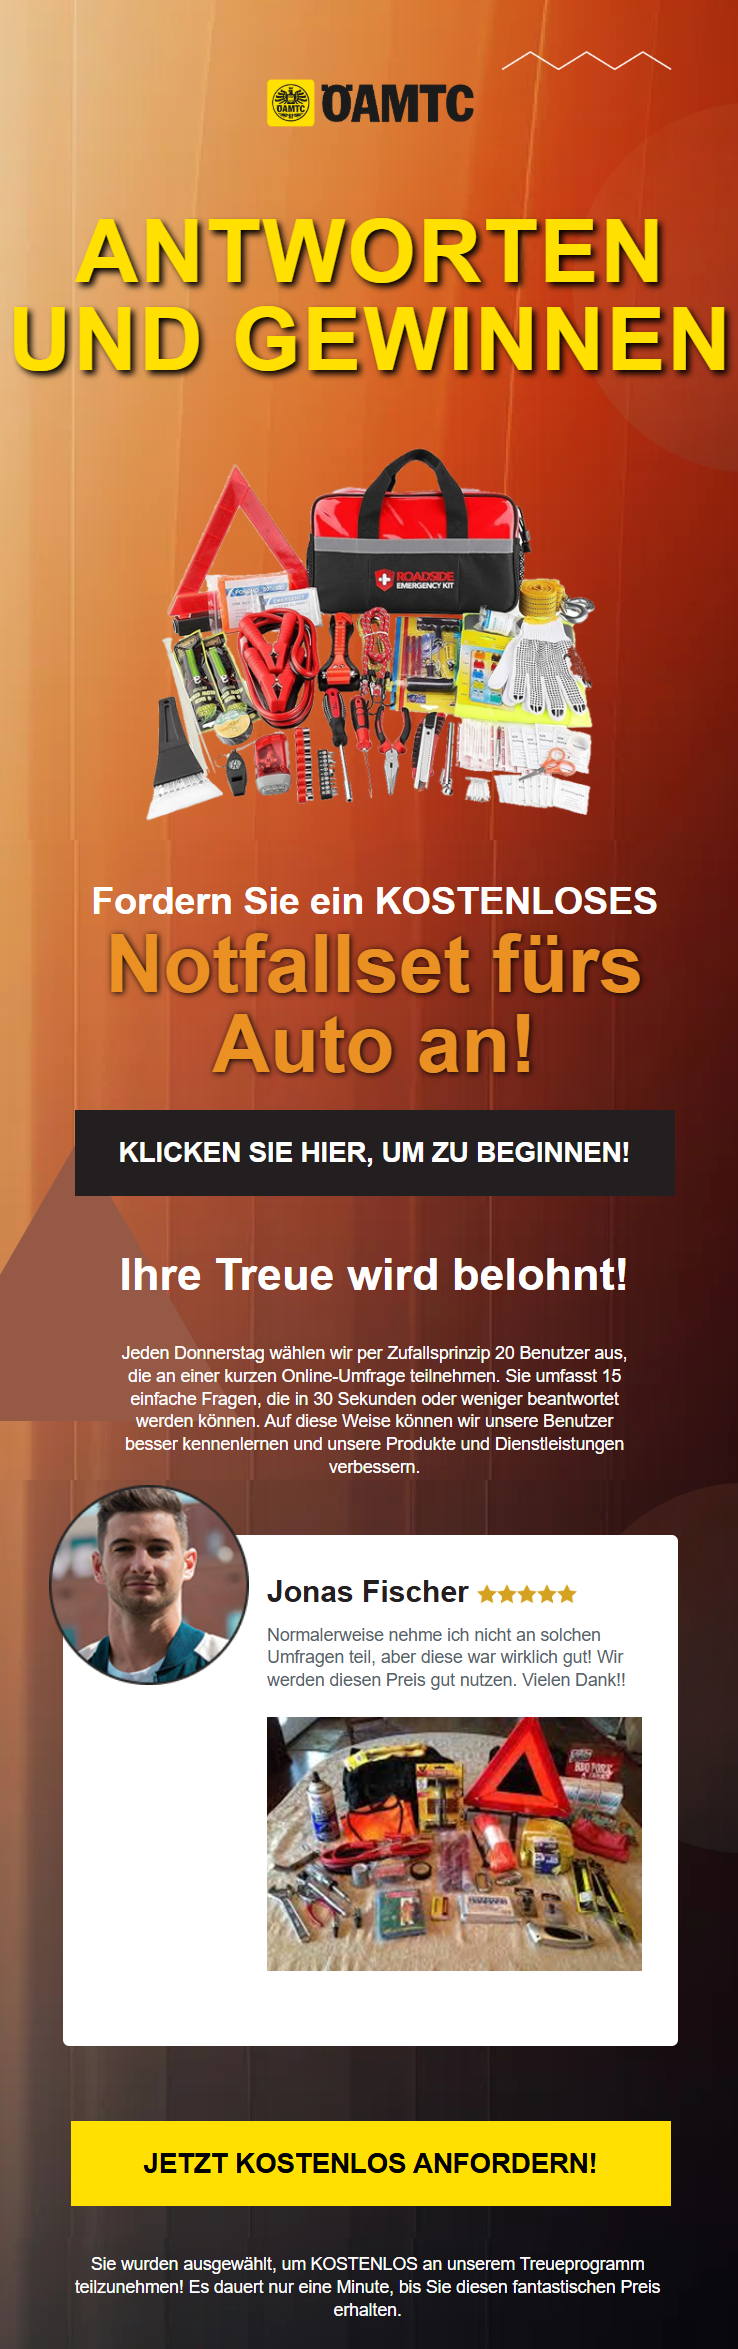 ÖAMTC
ÖAMTC
ANTWORTEN
UND GEWINNEN
ROADSIDE
EMERGENCY KIT
Fordern Sie ein KOSTENLOSES
Notfallset fürs
Auto an!
KLICKEN SIE HIER, UM ZU BEGINNEN!
Ihre Treue wird belohnt!
Jeden Donnerstag wählen wir per Zufallsprinzip 20 Benutzer aus,
die an einer kurzen Online-Umfrage teilnehmen. Sie umfasst 15
einfache Fragen, die in 30 Sekunden oder weniger beantwortet
werden können. Auf diese Weise können wir unsere Benutzer
besser kennenlernen und unsere Produkte und Dienstleistungen
verbessern.
Jonas Fischer
Normalerweise nehme ich nicht an solchen
Umfragen teil, aber diese war wirklich gut! Wir
werden diesen Preis gut nutzen. Vielen Dank!!
JETZT KOSTENLOS ANFORDERN!
Sie wurden ausgewählt, um KOSTENLOS an unserem Treueprogramm
teilzunehmen! Es dauert nur eine Minute, bis Sie diesen fantastischen Preis
erhalten.